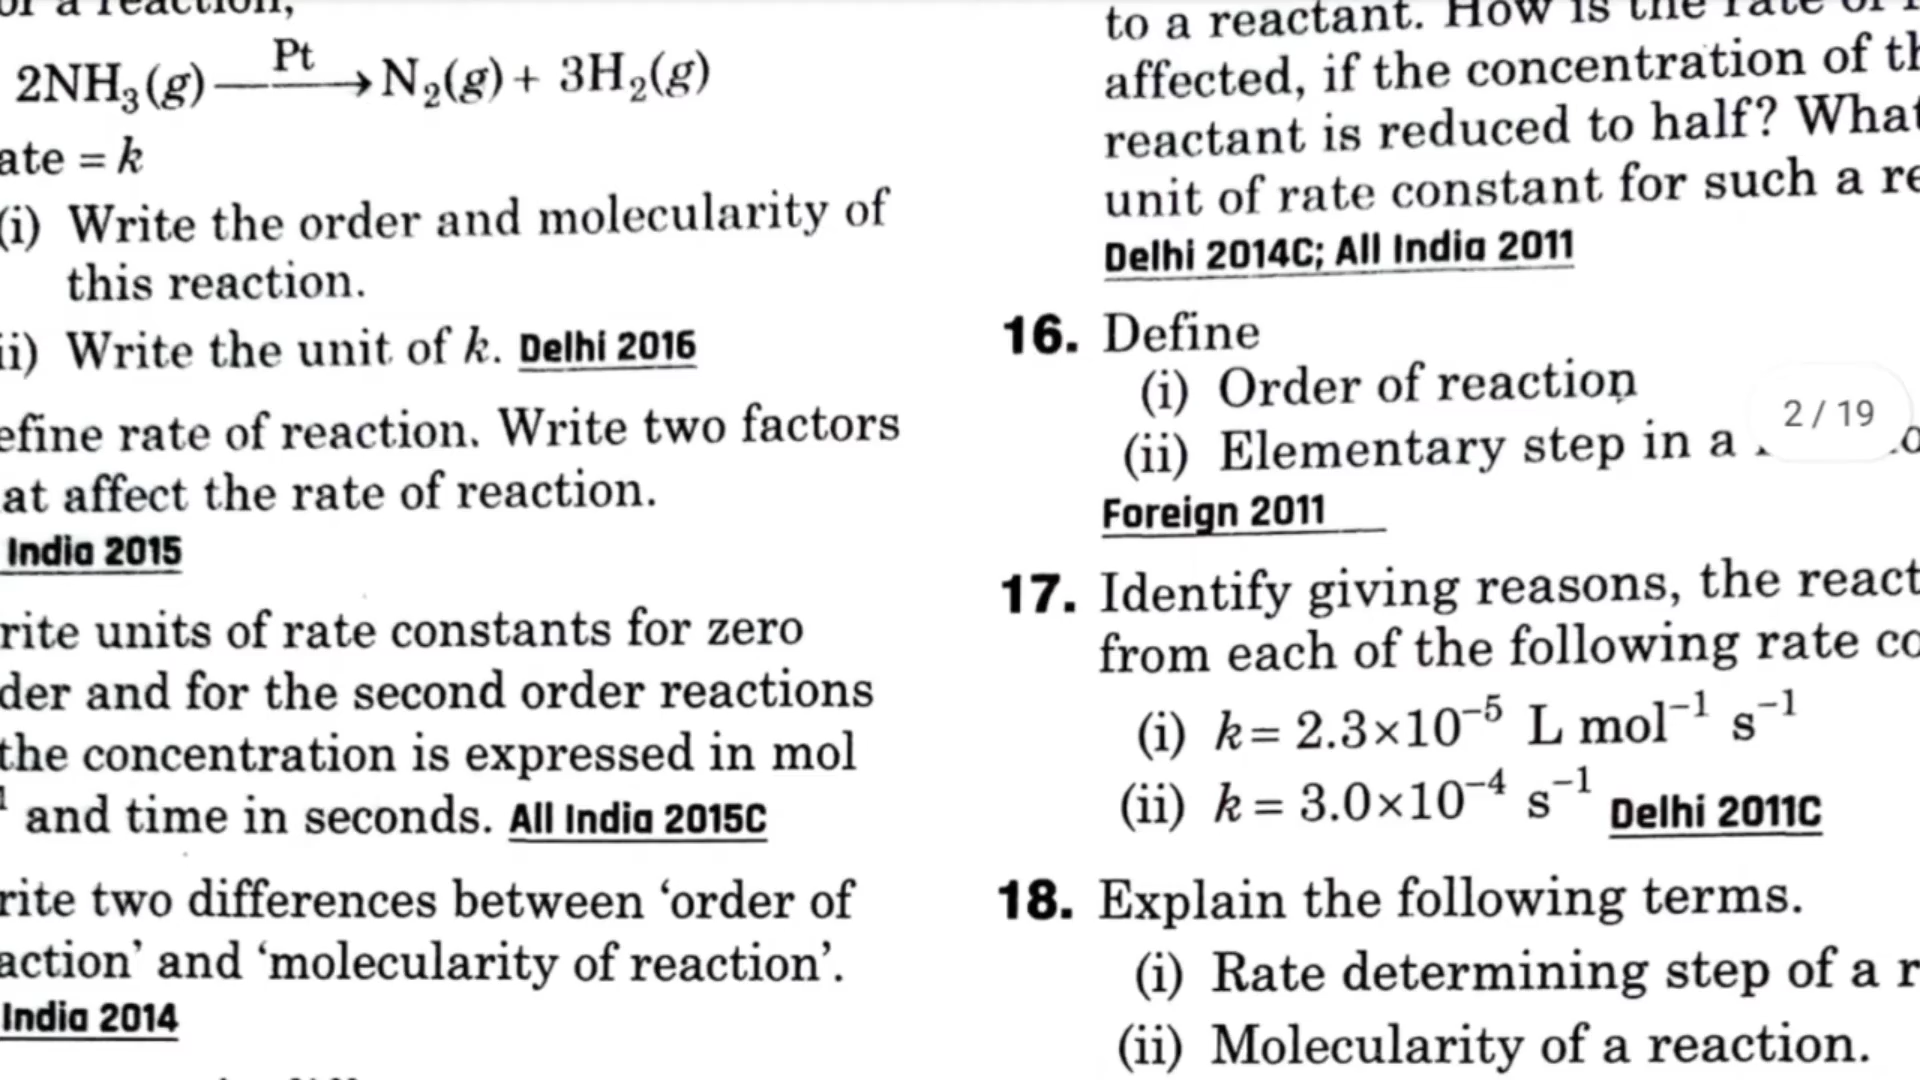 or a reaction,
2NH₃(g) —Pt→ N₂(g) + 3H₂(g)
ate = k
(i) Write the order and molecularity of
this reaction.
ii) Write the unit of k. Delhi 2016
efine rate of reaction. Write two factors
at affect the rate of reaction.
India 2015
rite units of rate constants for zero
der and for the second order reactions
the concentration is expressed in mol
and time in seconds. All India 2015C
rite two differences between ‘order of
action’ and ‘molecularity of reaction’.
India 2014
to a reactant. How is the rate of
affected, if the concentration of
reactant is reduced to half? What
unit of rate constant for such a re
Delhi 2014C; All India 2011
16. Define
(i) Order of reaction
(ii) Elementary step in a
Foreign 2011
17. Identify giving reasons, the react
from each of the following rate co
(i) k = 2.3×10⁻⁵ L mol⁻¹ s⁻¹
(ii) k = 3.0×10⁻⁴ s⁻¹ Delhi 2011C
18. Explain the following terms.
(i) Rate determining step of a r
(ii) Molecularity of a reaction.
2 / 19